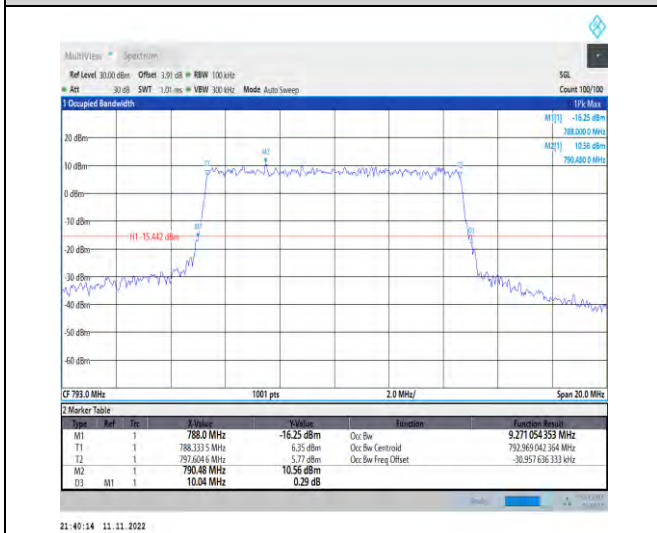 MultiView Spectrum
Ref Level 30.00 dBm Offset 3.91 dB RBW 100 kHz SGL
Att 30 dB SWT 1.01 ms VBW 300 kHz Mode Auto Sweep Count 100/100
1 Occupied Bandwidth 1Pk Max
M1[1] -16.25 dBm
788.000 0 MHz
M2[1] 10.56 dBm
790.480 0 MHz
20 dBm
M2
T1
T2
10 dBm
0 dBm
-10 dBm
M1
D3
H1 -15.442 dBm
-20 dBm
-30 dBm
-40 dBm
-50 dBm
-60 dBm
CF 793.0 MHz 1001 pts 2.0 MHz/ Span 20.0 MHz
2 Marker Table
Type Ref Trc X-Value Y-Value Function Function Result
M1 1 788.0 MHz -16.25 dBm Occ Bw 9.271 054 353 MHz
T1 1 788.333 5 MHz 6.35 dBm Occ Bw Centroid 792.969 042 364 MHz
T2 1 797.604 6 MHz 5.77 dBm Occ Bw Freq Offset -30.957 636 333 kHz
M2 1 790.48 MHz 10.56 dBm
D3 M1 1 10.04 MHz 0.29 dB
21:40:14 11.11.2022